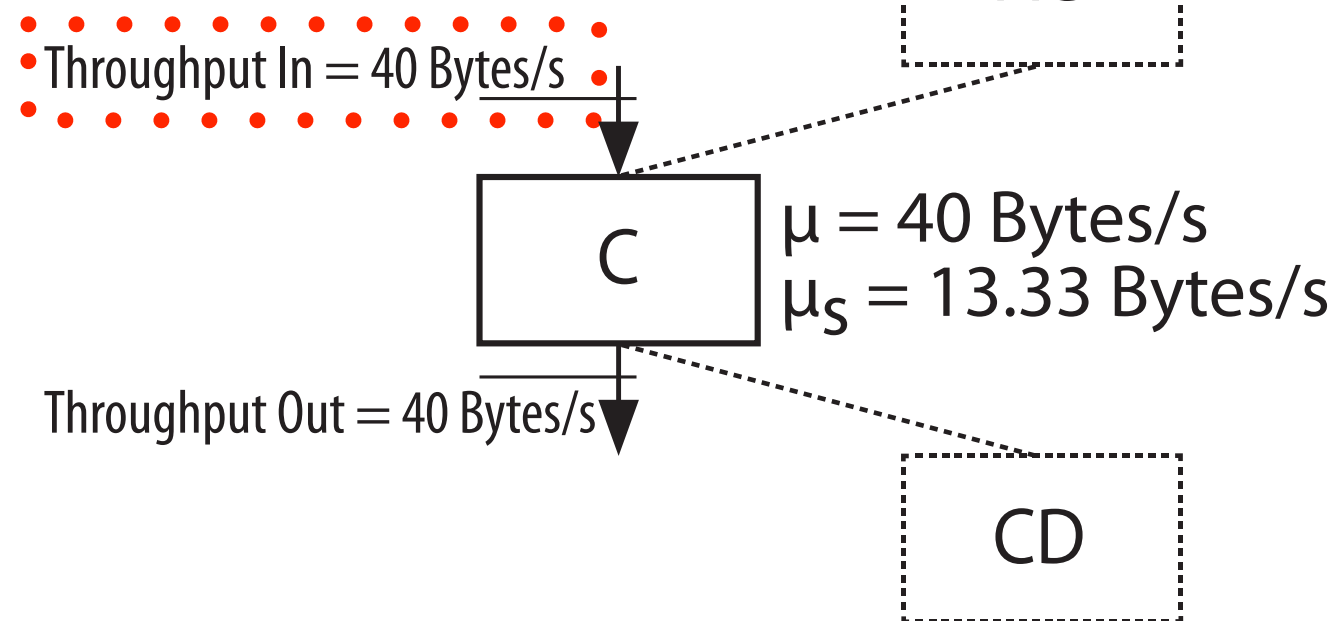 Throughput In = 40 Bytes/s
C
μ = 40 Bytes/s
μs = 13.33 Bytes/s
Throughput Out = 40 Bytes/s
CD